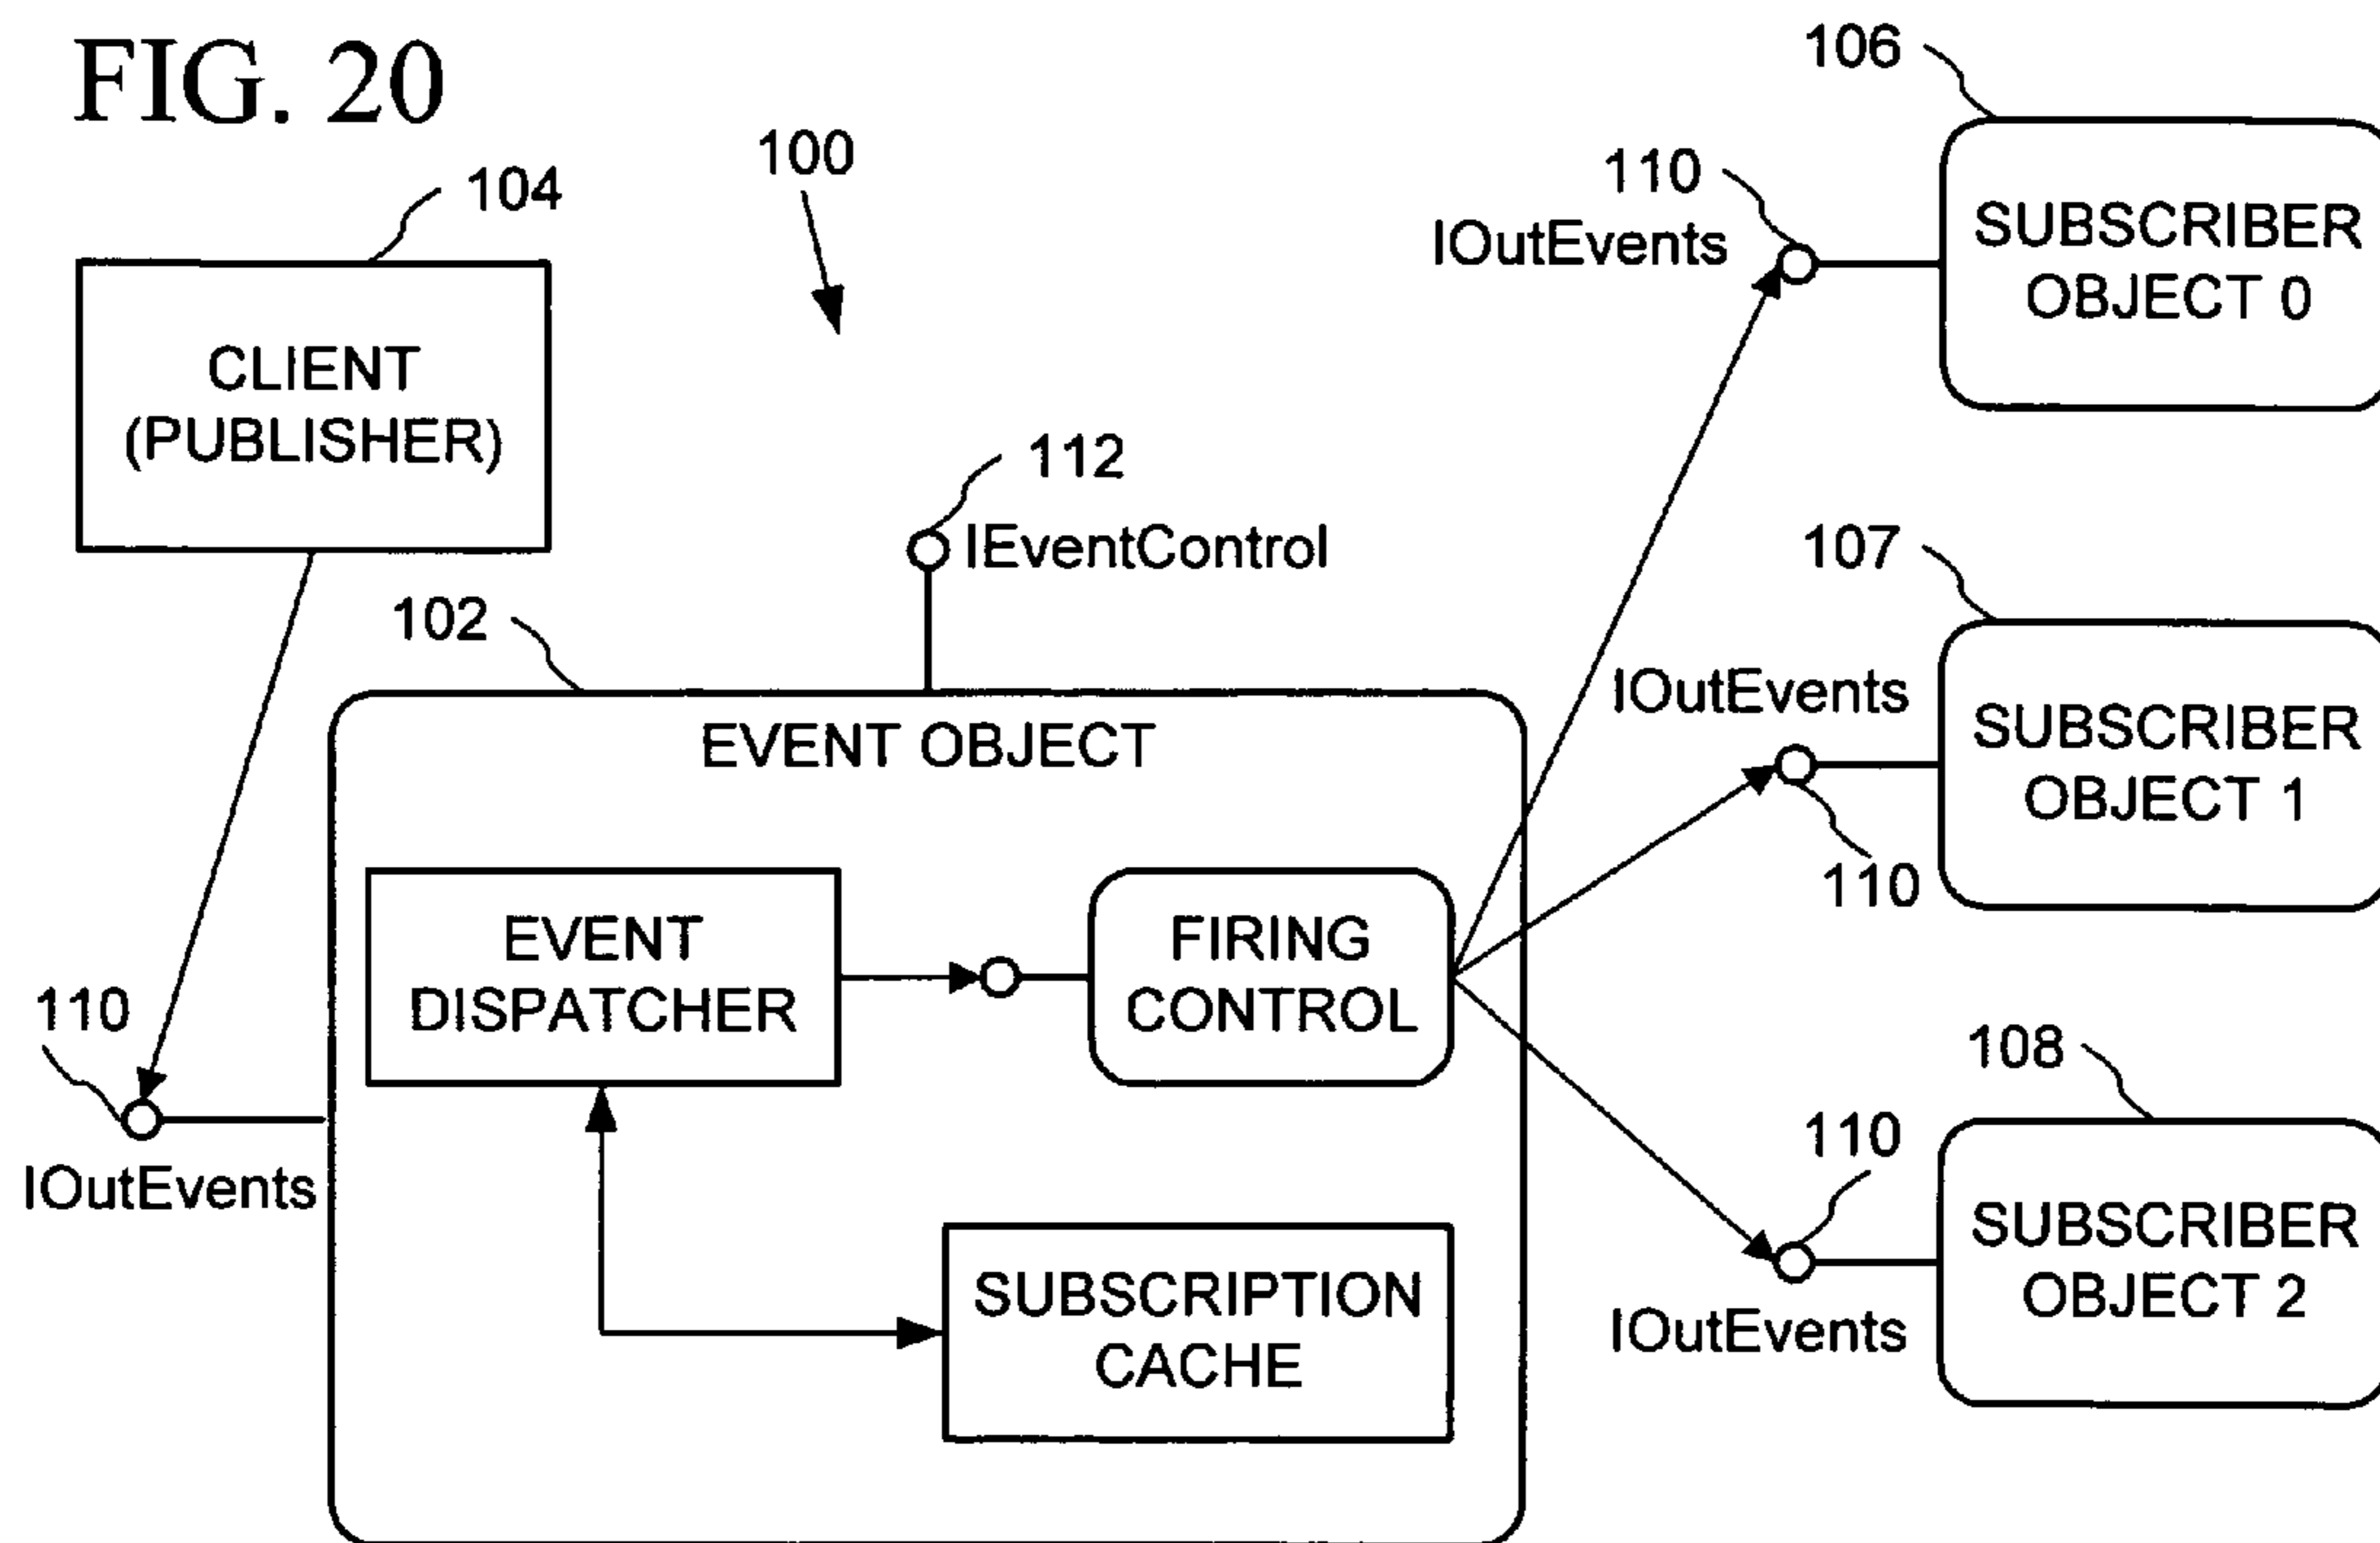 FIG. 20
106
100
104
110
IOutEvents
SUBSCRIBER
OBJECT 0
CLIENT
(PUBLISHER)
112
IEventControl
107
102
IOutEvents
SUBSCRIBER
OBJECT 1
EVENT OBJECT
110
EVENT
DISPATCHER
FIRING
CONTROL
110
IOutEvents
108
110
SUBSCRIBER
OBJECT 2
IOutEvents
SUBSCRIPTION
CACHE